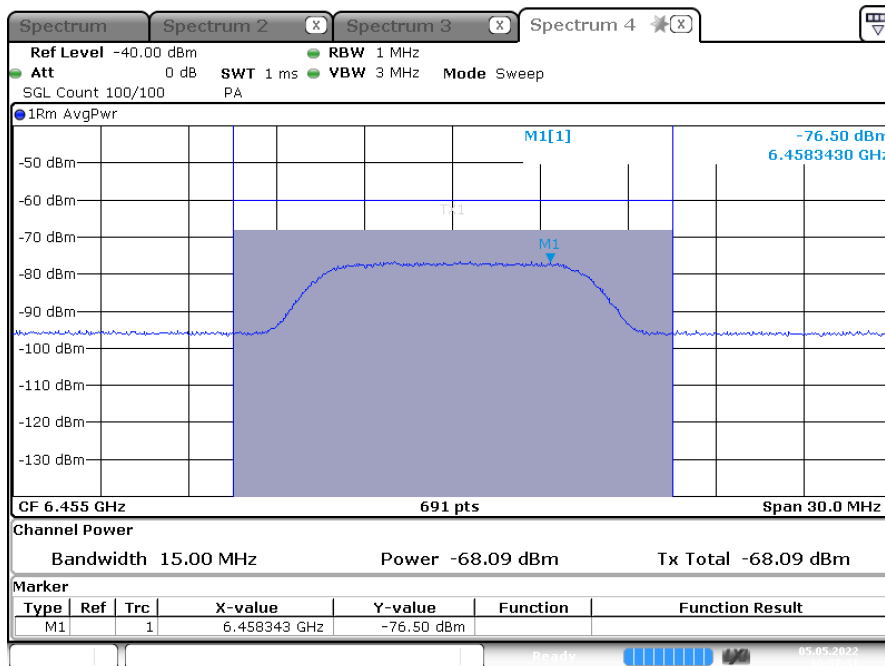 Spectrum Spectrum 2 X Spectrum 3 X Spectrum 4 X
Ref Level -40.00 dBm RBW 1 MHz
Att 0 dB SWT 1 ms VBW 3 MHz Mode Sweep
SGL Count 100/100 PA
1Rm AvgPwr
M1[1] -76.50 dBm
6.4583430 GHz
-50 dBm
-60 dBm
Tx1
-70 dBm
M1
-80 dBm
-90 dBm
-100 dBm
-110 dBm
-120 dBm
-130 dBm
CF 6.455 GHz 691 pts Span 30.0 MHz
Channel Power
Bandwidth 15.00 MHz Power -68.09 dBm Tx Total -68.09 dBm
Marker
Type Ref Trc X-value Y-value Function Function Result
M1 1 6.458343 GHz -76.50 dBm
Ready 05.05.2022